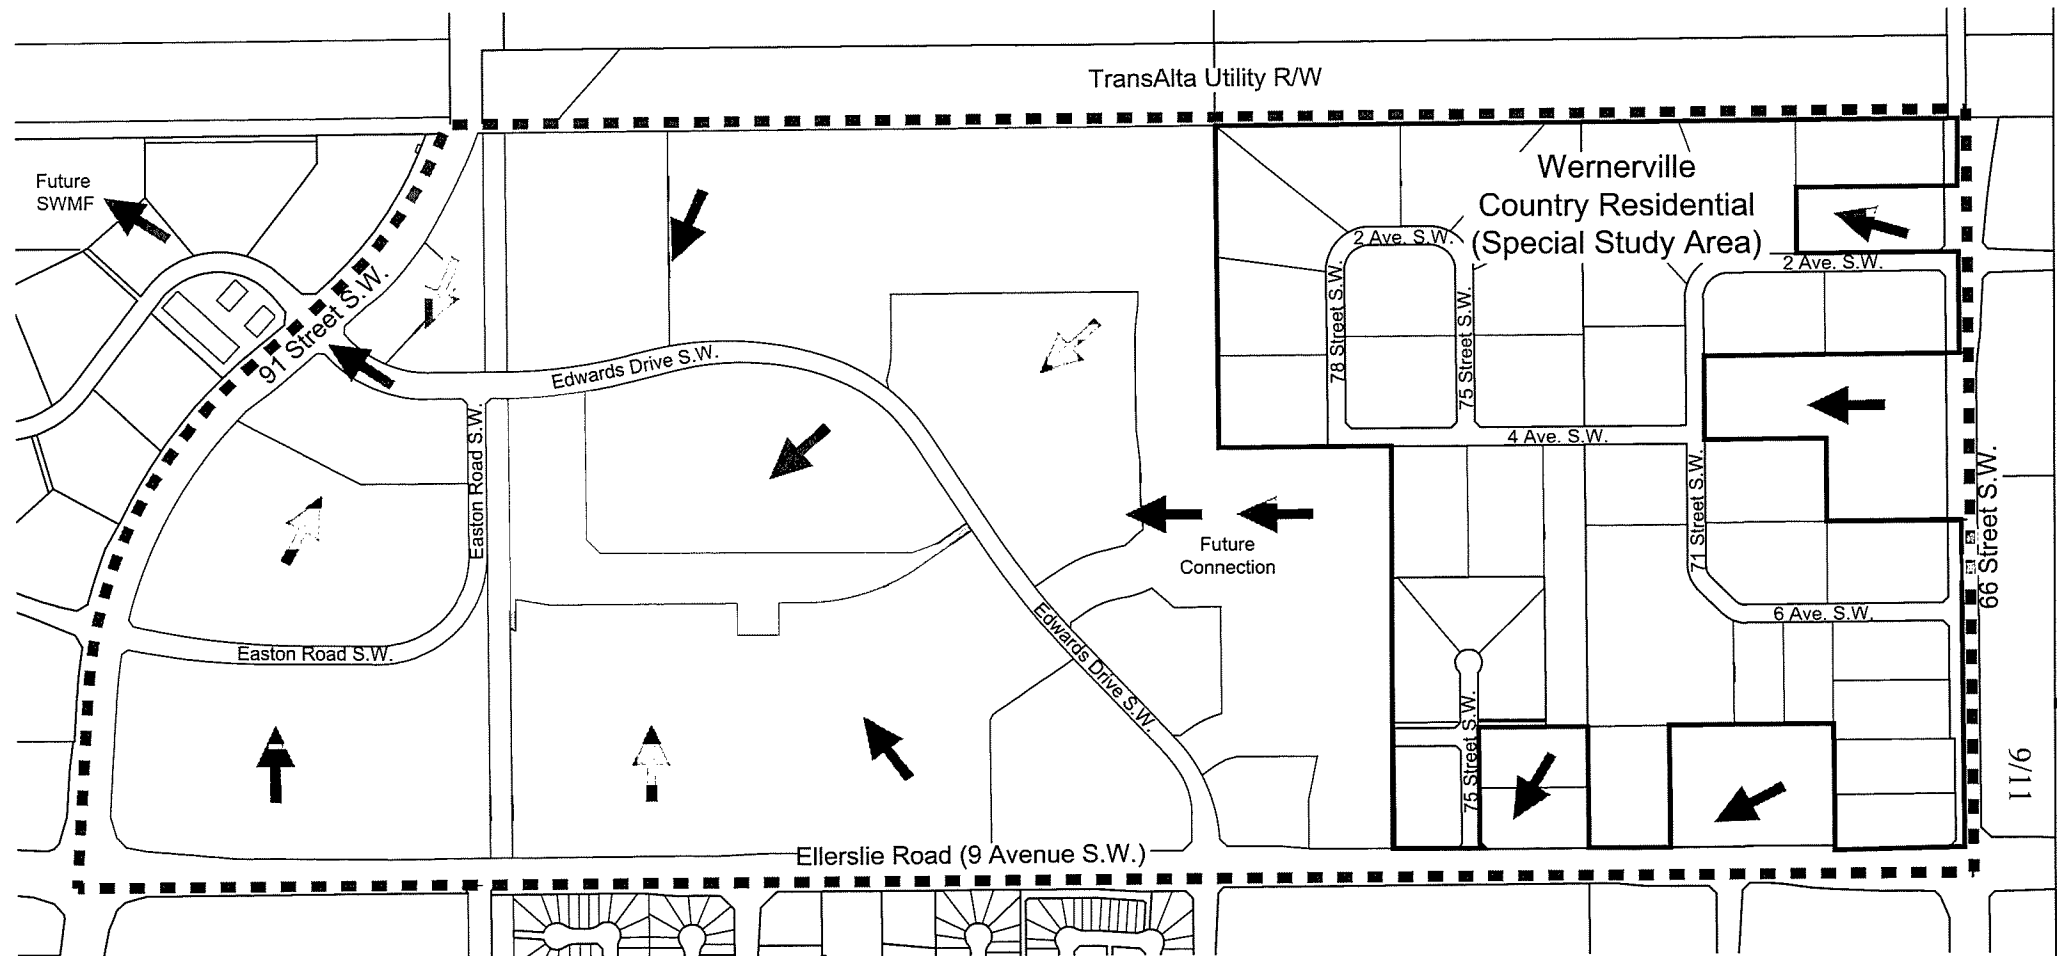 TransAlta Utility R/W
Wernerville
Country Residential
(Special Study Area)
Future
SWMF
2 Ave. S.W.
2 Ave. S.W.
91 Street S.W.
78 Street S.W.
75 Street S.W.
Edwards Drive S.W.
Easton Road S.W.
4 Ave. S.W.
71 Street S.W.
66 Street S.W.
Future
Connection
Edwards Drive S.W.
6 Ave. S.W.
Easton Road S.W.
75 Street S.W.
9/11
Ellerslie Road (9 Avenue S.W.)